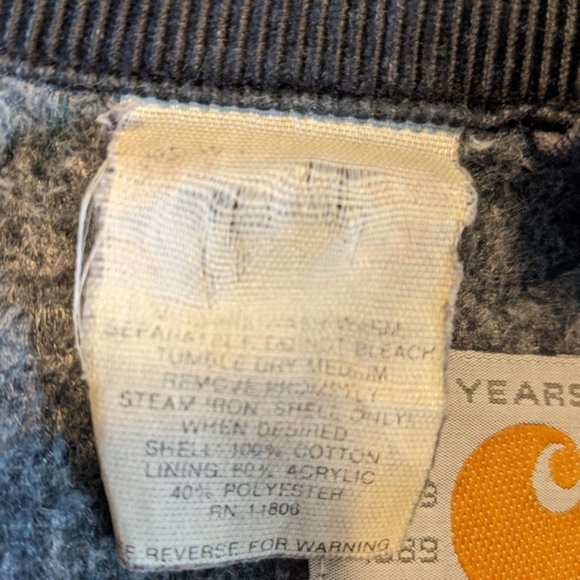 SEPARATELY. DO NOT BLEACH
TUMBLE DRY MEDIUM
REMOVE PROMPTLY
STEAM IRON SHELL ONLY
WHEN DESIRED
SHELL: 100% COTTON
LINING: 60% ACRYLIC
40% POLYESTER
RN 14806
REVERSE FOR WARNING
YEARS